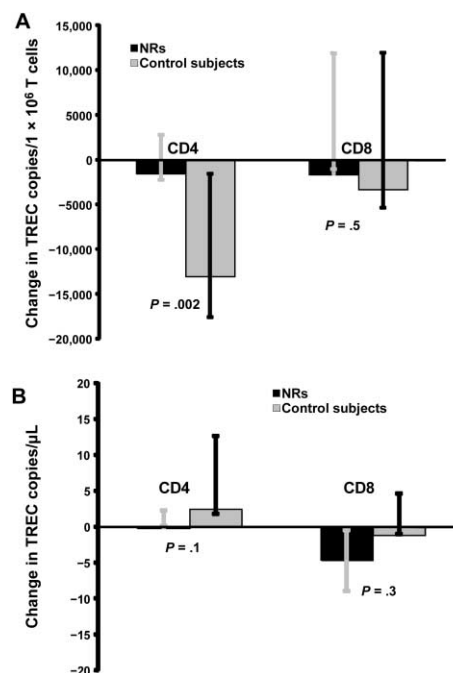 A
Change in TREC copies/1 × 10⁶ T cells
15,000
10,000
5000
0
−5000
−10,000
−15,000
−20,000
NRs
Control subjects
CD4
CD8
P = .002
P = .5
B
Change in TREC copies/µL
20
15
10
5
0
−5
−10
−15
−20
NRs
Control subjects
CD4
CD8
P = .1
P = .3